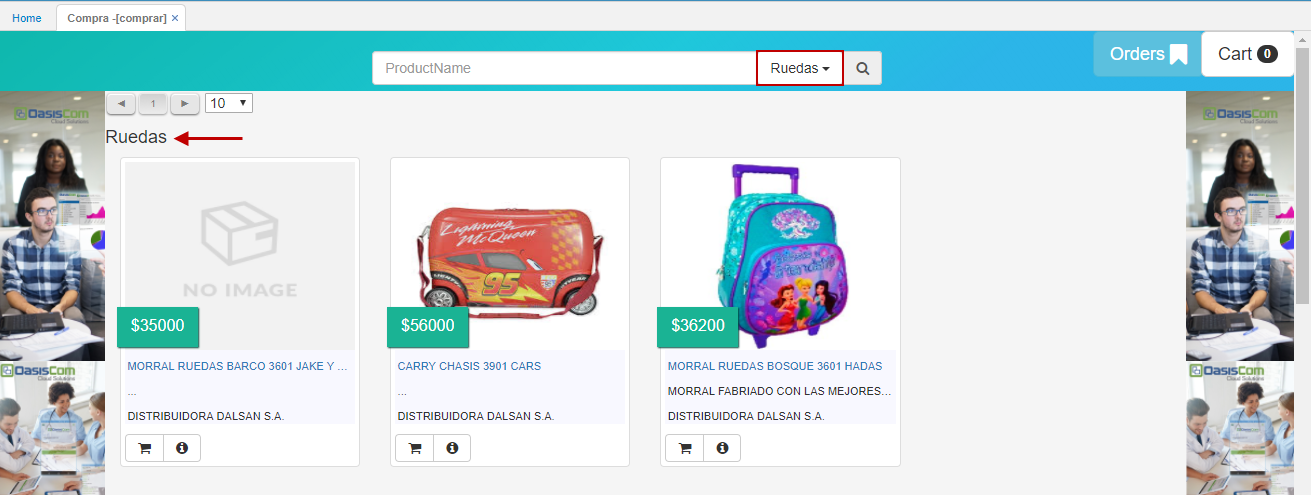 Home
Compra -[comprar] ×
ProductName
Ruedas
Orders
Cart 0
OasisCom
Cloud Solutions
OasisCom
Cloud Solutions
1
10
Ruedas
NO IMAGE
Lightning
McQueen
95
$35000
$56000
$36200
MORRAL RUEDAS BARCO 3601 JAKE Y ...
CARRY CHASIS 3901 CARS
MORRAL RUEDAS BOSQUE 3601 HADAS
...
...
MORRAL FABRIADO CON LAS MEJORES...
DISTRIBUIDORA DALSAN S.A.
DISTRIBUIDORA DALSAN S.A.
DISTRIBUIDORA DALSAN S.A.
OasisCom
Cloud Solutions
OasisCom
Cloud Solutions